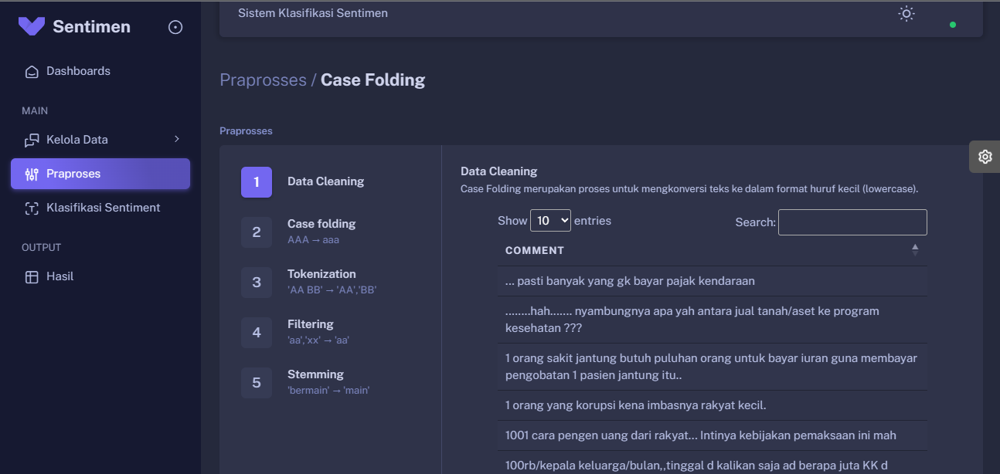 Sentimen
Dashboards
MAIN
Kelola Data
Praproses
Klasifikasi Sentiment
OUTPUT
Hasil
Sistem Klasifikasi Sentimen
Praprosses / Case Folding
Praprosses
1
Data Cleaning
2
Case folding
AAA → aaa
3
Tokenization
'AA BB' → 'AA','BB'
4
Filtering
'aa','xx' → 'aa'
5
Stemming
'bermain' → 'main'
Data Cleaning
Case Folding merupakan proses untuk mengkonversi teks ke dalam format huruf kecil (lowercase).
Show 10 entries
Search:
COMMENT
... pasti banyak yang gk bayar pajak kendaraan
........hah....... nyambungnya apa yah antara jual tanah/aset ke program
kesehatan ???
1 orang sakit jantung butuh puluhan orang untuk bayar iuran guna membayar
pengobatan 1 pasien jantung itu..
1 orang yang korupsi kena imbasnya rakyat kecil.
1001 cara pengen uang dari rakyat... Intinya kebijakan pemaksaan ini mah
100rb/kepala keluarga/bulan,,tinggal d kalikan saja ad berapa juta KK d